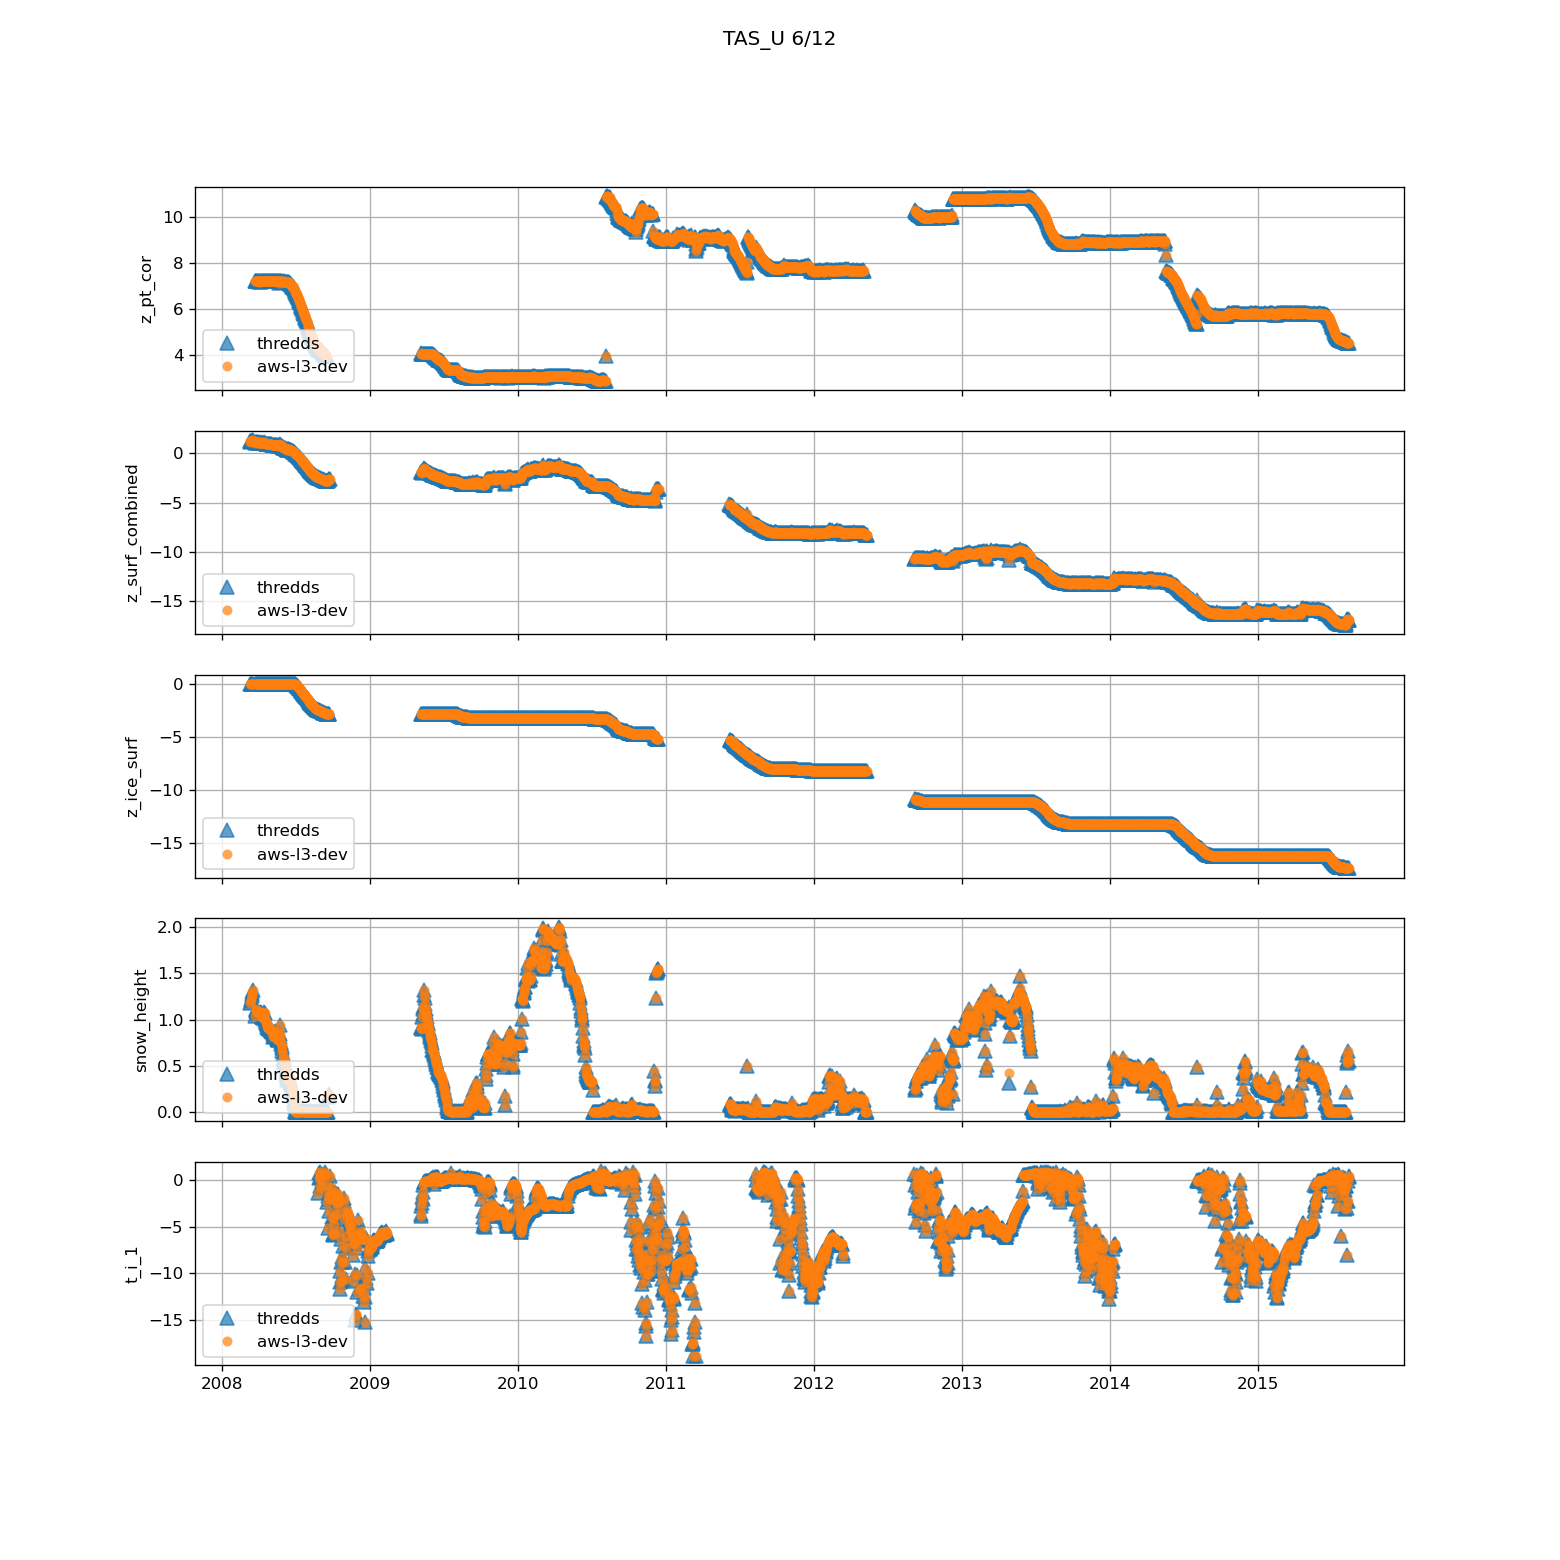 TAS_U 6/12
z_pt_cor
10
8
6
4
thredds
aws-l3-dev
z_surf_combined
0
−5
−10
−15
thredds
aws-l3-dev
z_ice_surf
0
−5
−10
−15
thredds
aws-l3-dev
snow_height
2.0
1.5
1.0
0.5
0.0
thredds
aws-l3-dev
t_i_1
0
−5
−10
−15
thredds
aws-l3-dev
2008 2009 2010 2011 2012 2013 2014 2015